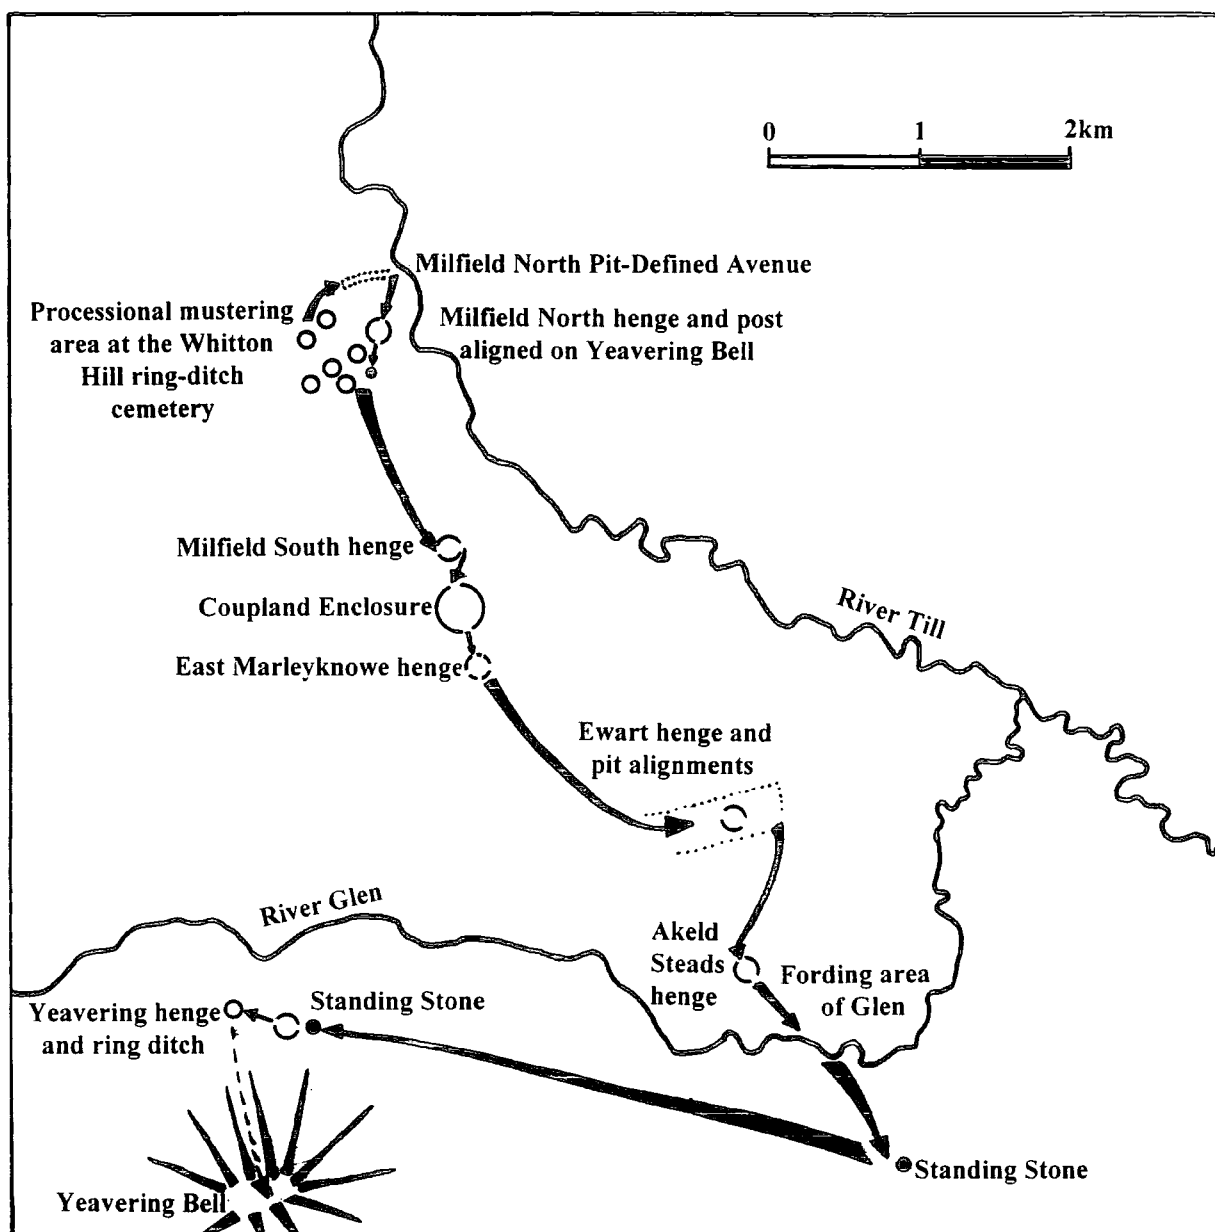 0 1 2km
Milfield North Pit-Defined Avenue
Processional mustering
area at the Whitton
Hill ring-ditch
cemetery
Milfield North henge and post
aligned on Yeavering Bell
Milfield South henge
Coupland Enclosure
East Marleyknowe henge
River Till
Ewart henge and
pit alignments
River Glen
Akeld
Steads
henge
Fording area
of Glen
Standing Stone
Yeavering henge
and ring ditch
Standing Stone
Yeavering Bell